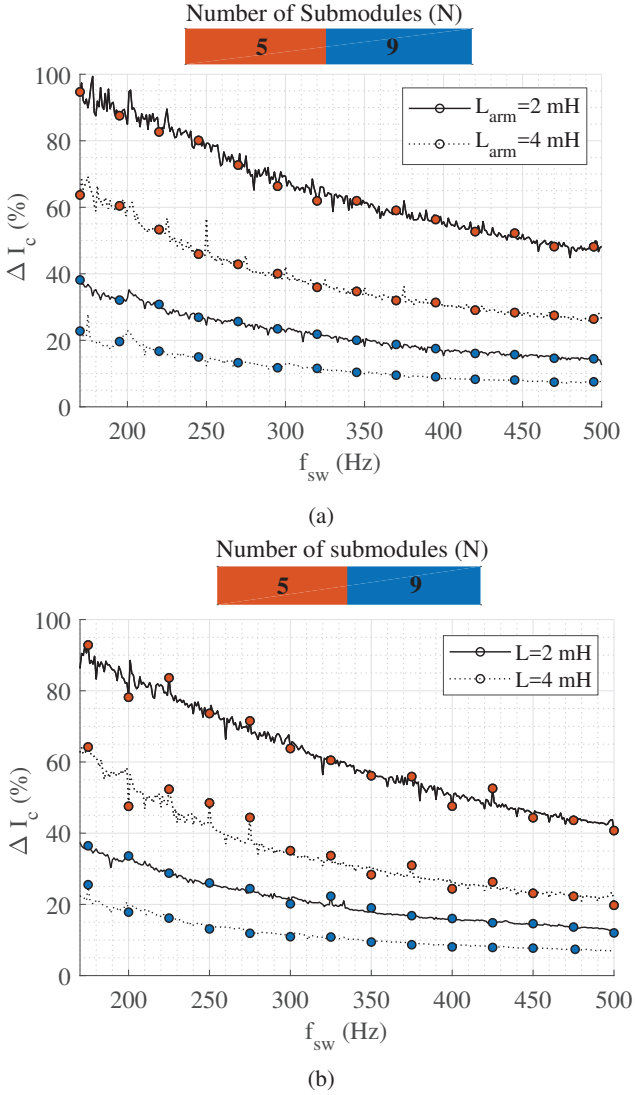 Number of Submodules (N)
5 9
100
80
60
40
20
0
Δ I_c (%)
L_arm=2 mH
L_arm=4 mH
200 250 300 350 400 450 500
f_sw (Hz)
(a)
Number of submodules (N)
5 9
100
80
60
40
20
0
Δ I_c (%)
L=2 mH
L=4 mH
200 250 300 350 400 450 500
f_sw (Hz)
(b)